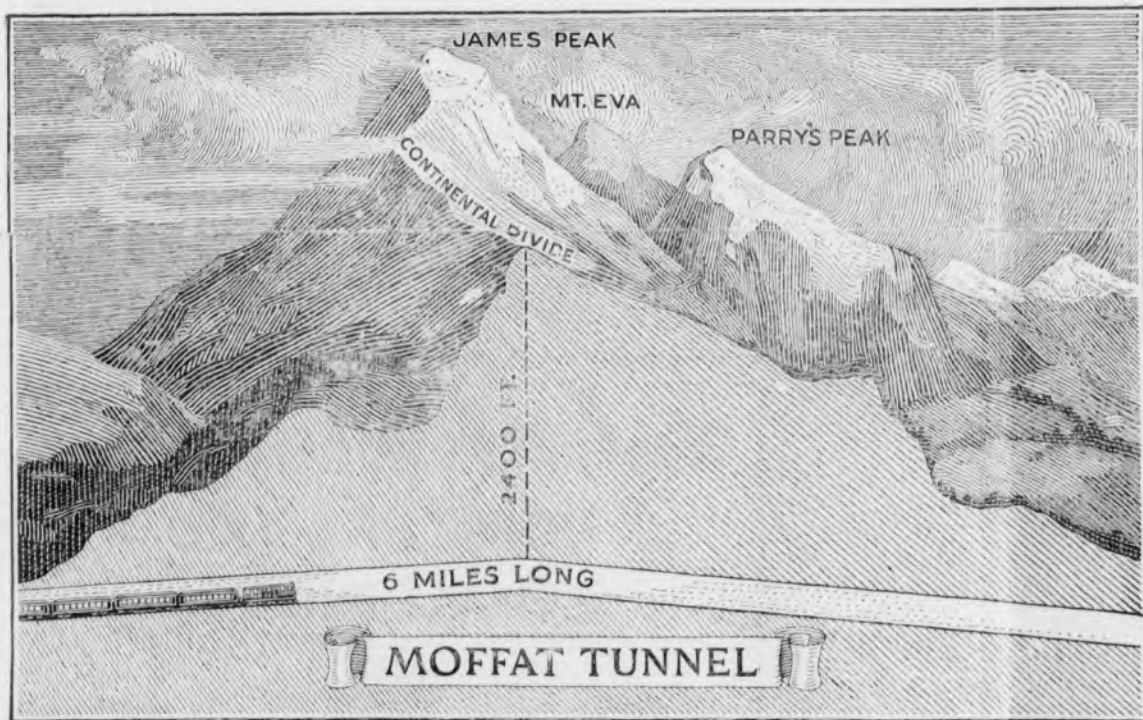 JAMES PEAK
MT. EVA
PARRY'S PEAK
CONTINENTAL DIVIDE
2400 FT.
6 MILES LONG
MOFFAT TUNNEL